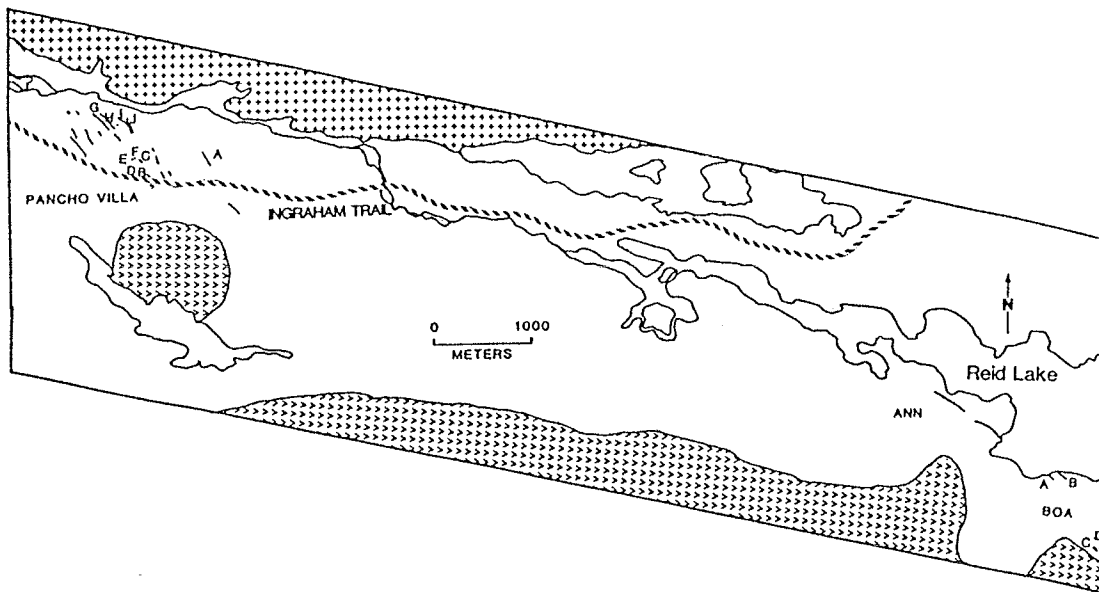 G H I J
F C A
E
D B
PANCHO VILLA
INGRAHAM TRAIL
N
0 1000
METERS
Reid Lake
ANN
A B
BOA
C D